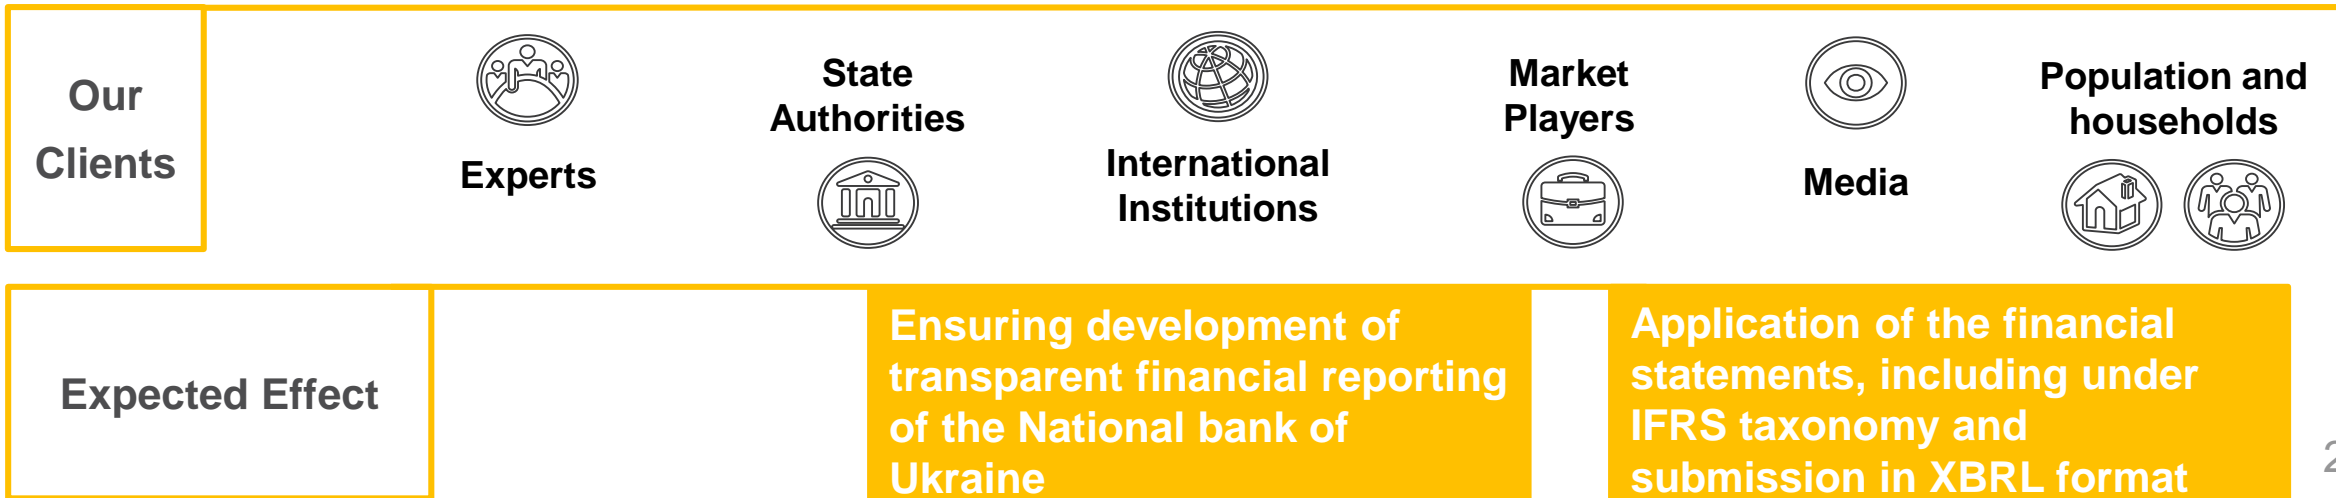 Our
Clients
Experts
State
Authorities
International
Institutions
Market
Players
Media
Population and
households
Expected Effect
Ensuring development of
transparent financial reporting
of the National bank of
Ukraine
Application of the financial
statements, including under
IFRS taxonomy and
submission in XBRL format
2